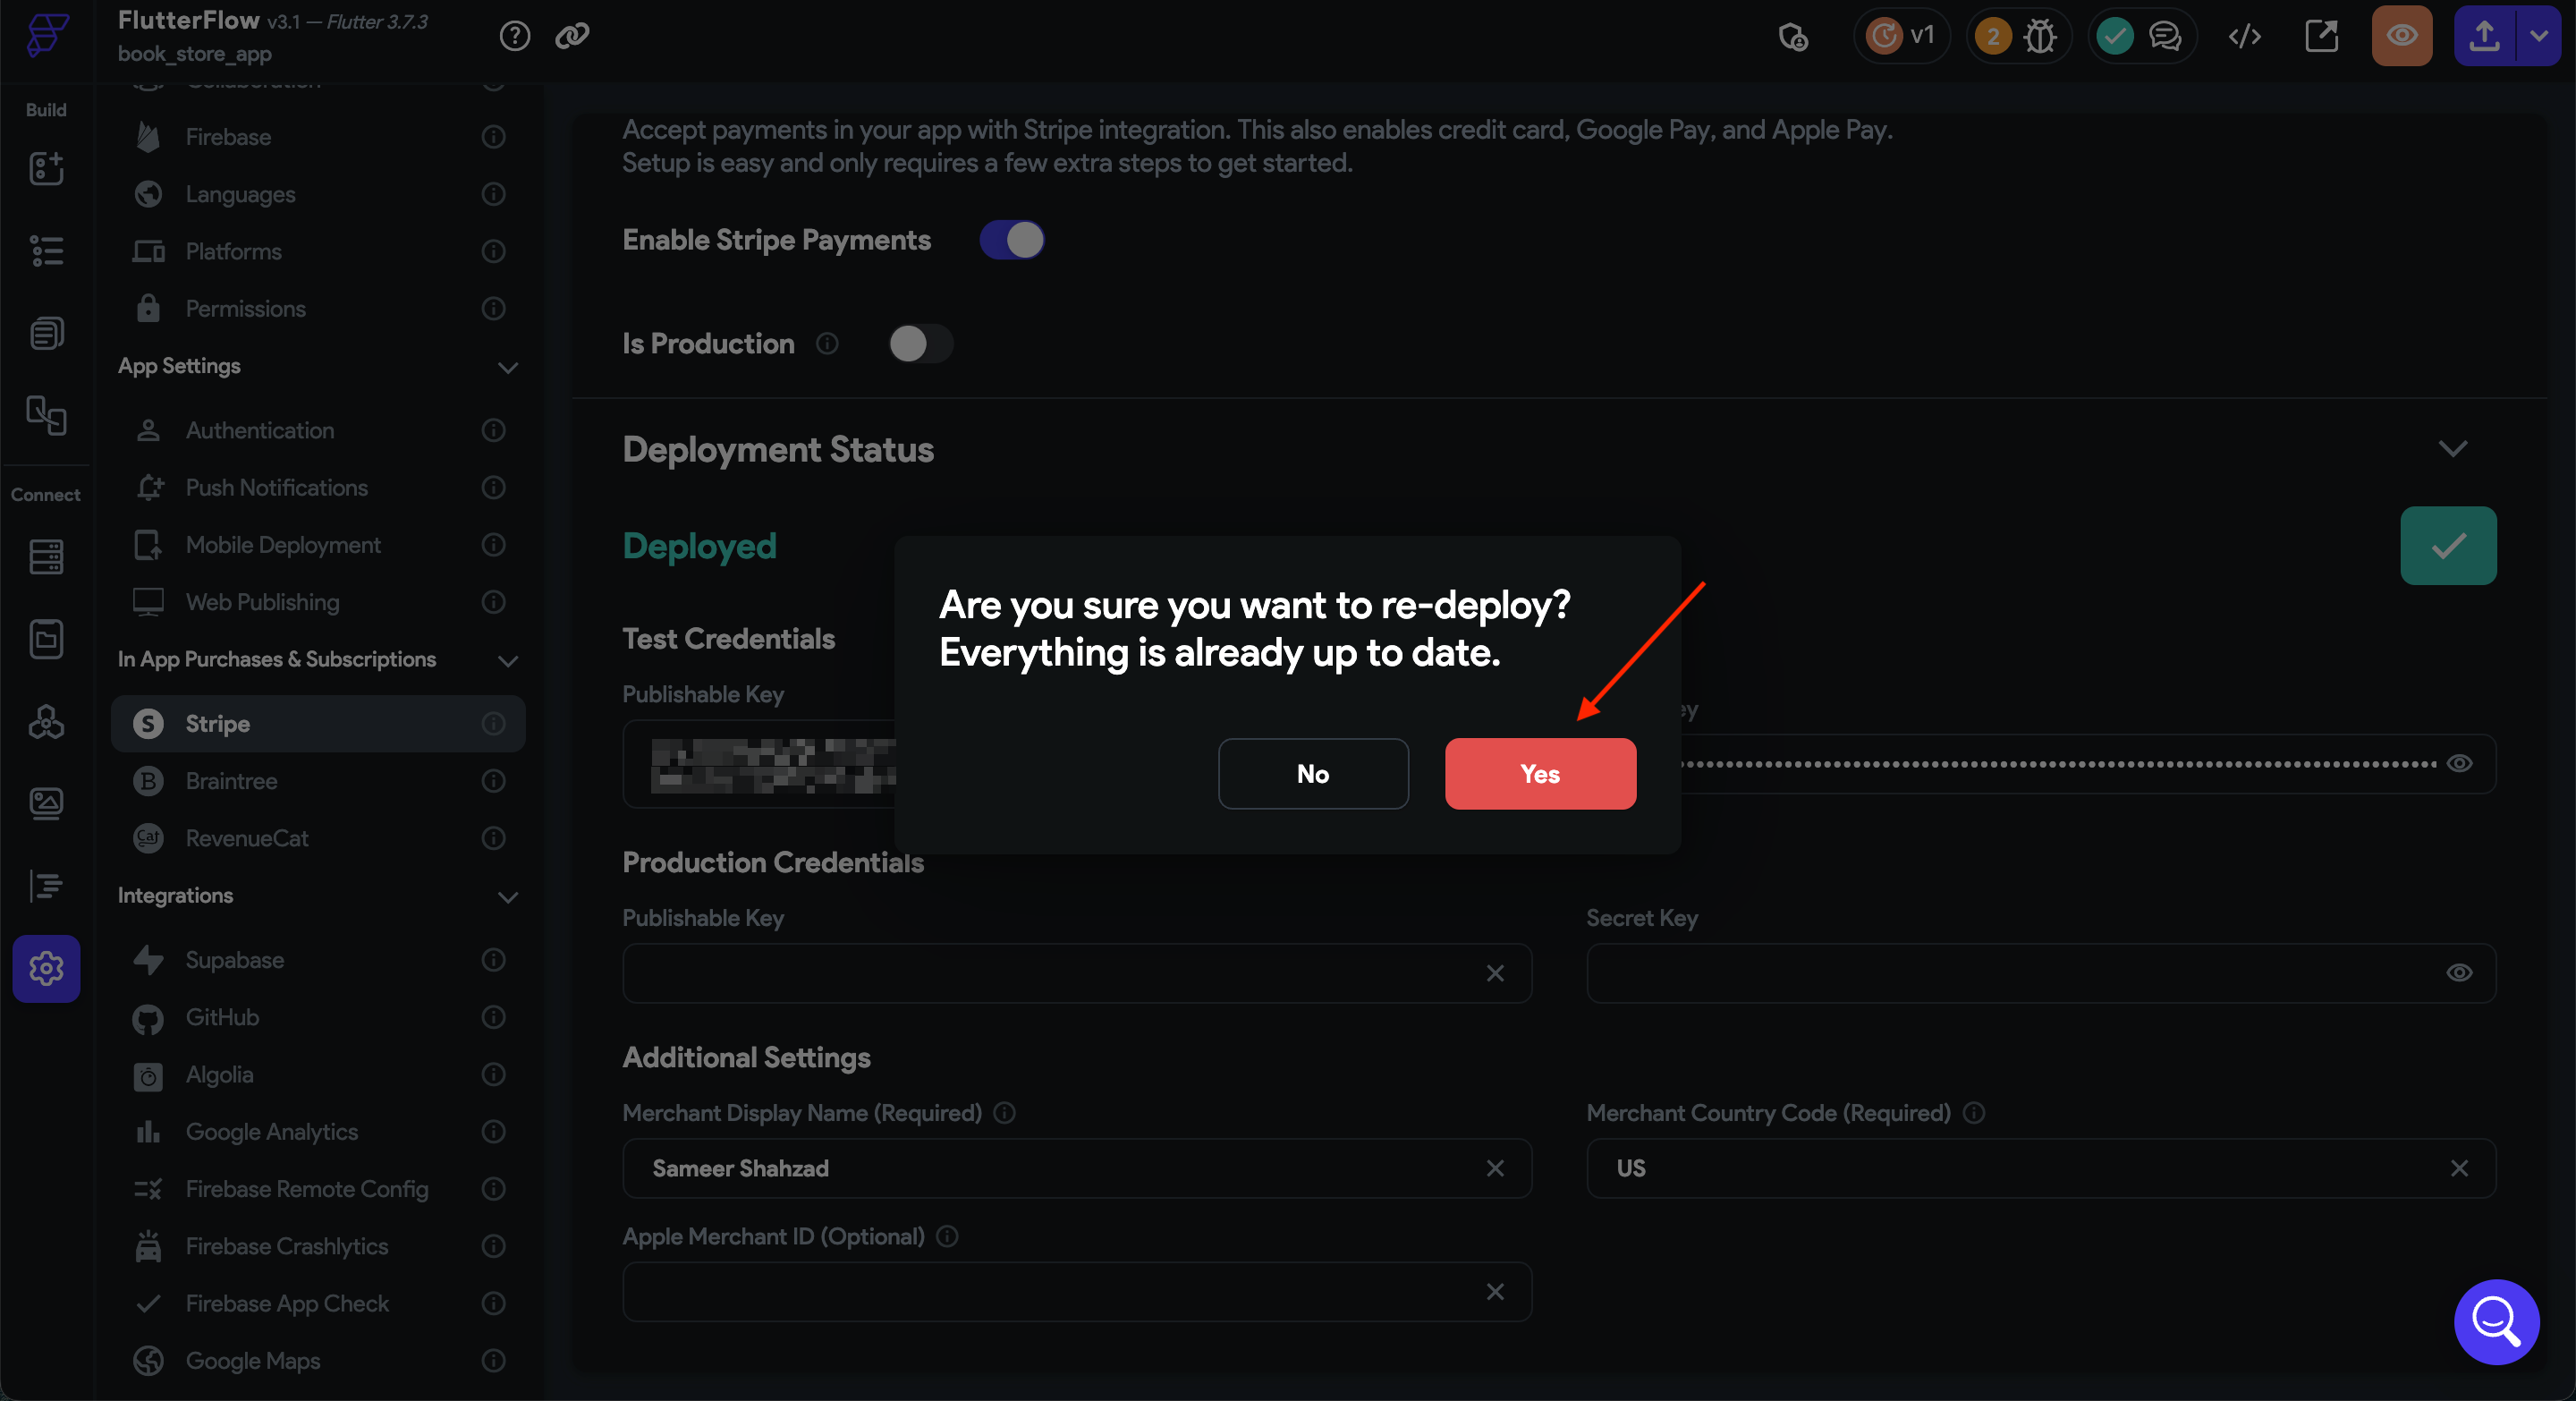 FlutterFlow v3.1 — Flutter 3.7.3
book_store_app
v1
2
Build
Connect
Collaboration
Firebase
Languages
Platforms
Permissions
App Settings
Authentication
Push Notifications
Mobile Deployment
Web Publishing
In App Purchases & Subscriptions
Stripe
Braintree
RevenueCat
Integrations
Supabase
GitHub
Algolia
Google Analytics
Firebase Remote Config
Firebase Crashlytics
Firebase App Check
Google Maps
Accept payments in your app with Stripe integration. This also enables credit card, Google Pay, and Apple Pay.
Setup is easy and only requires a few extra steps to get started.
Enable Stripe Payments
Is Production
Deployment Status
Deployed
Are you sure you want to re-deploy?
Everything is already up to date.
No
Yes
Test Credentials
Publishable Key
ey
Production Credentials
Publishable Key
Secret Key
Additional Settings
Merchant Display Name (Required)
Merchant Country Code (Required)
Sameer Shahzad
US
Apple Merchant ID (Optional)